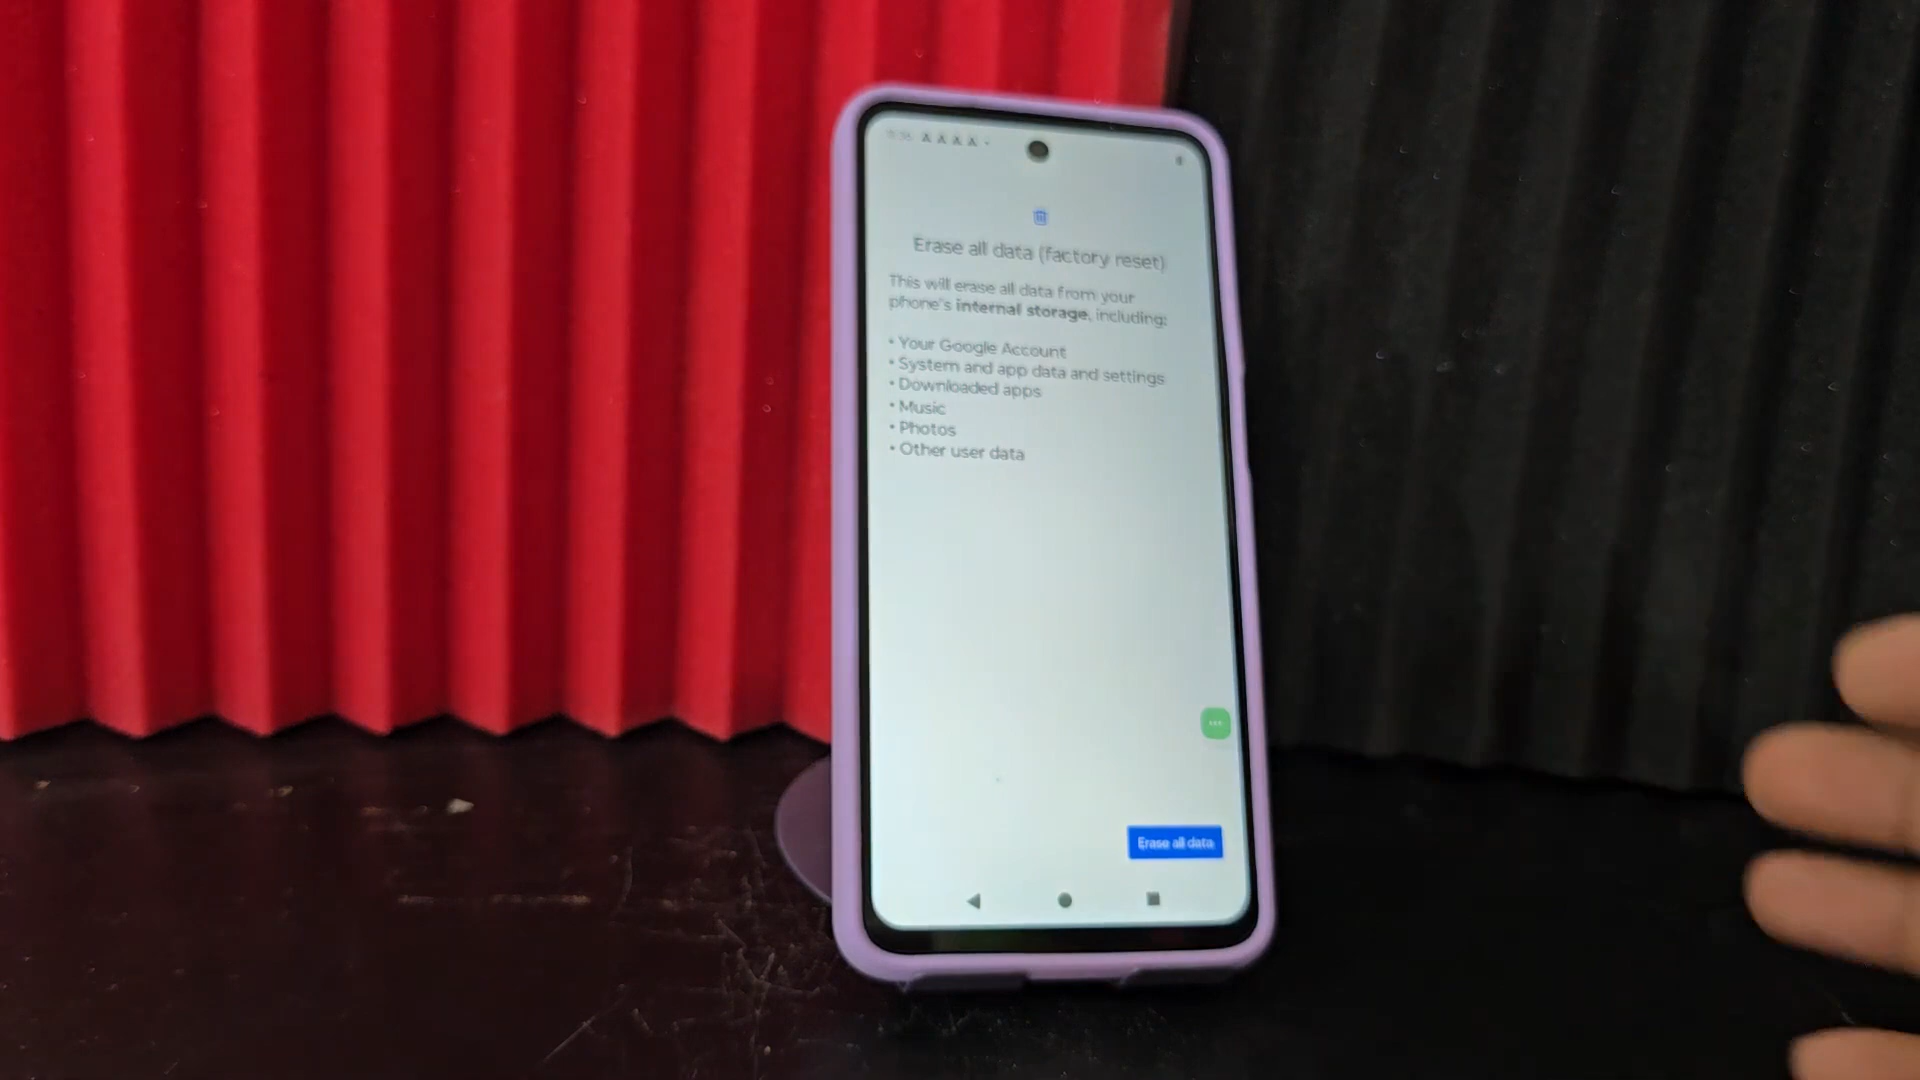 Erase all data (factory reset)
This will erase all data from your
phone's internal storage, including:
• Your Google Account
• System and app data and settings
• Downloaded apps
• Music
• Photos
• Other user data
Erase all data